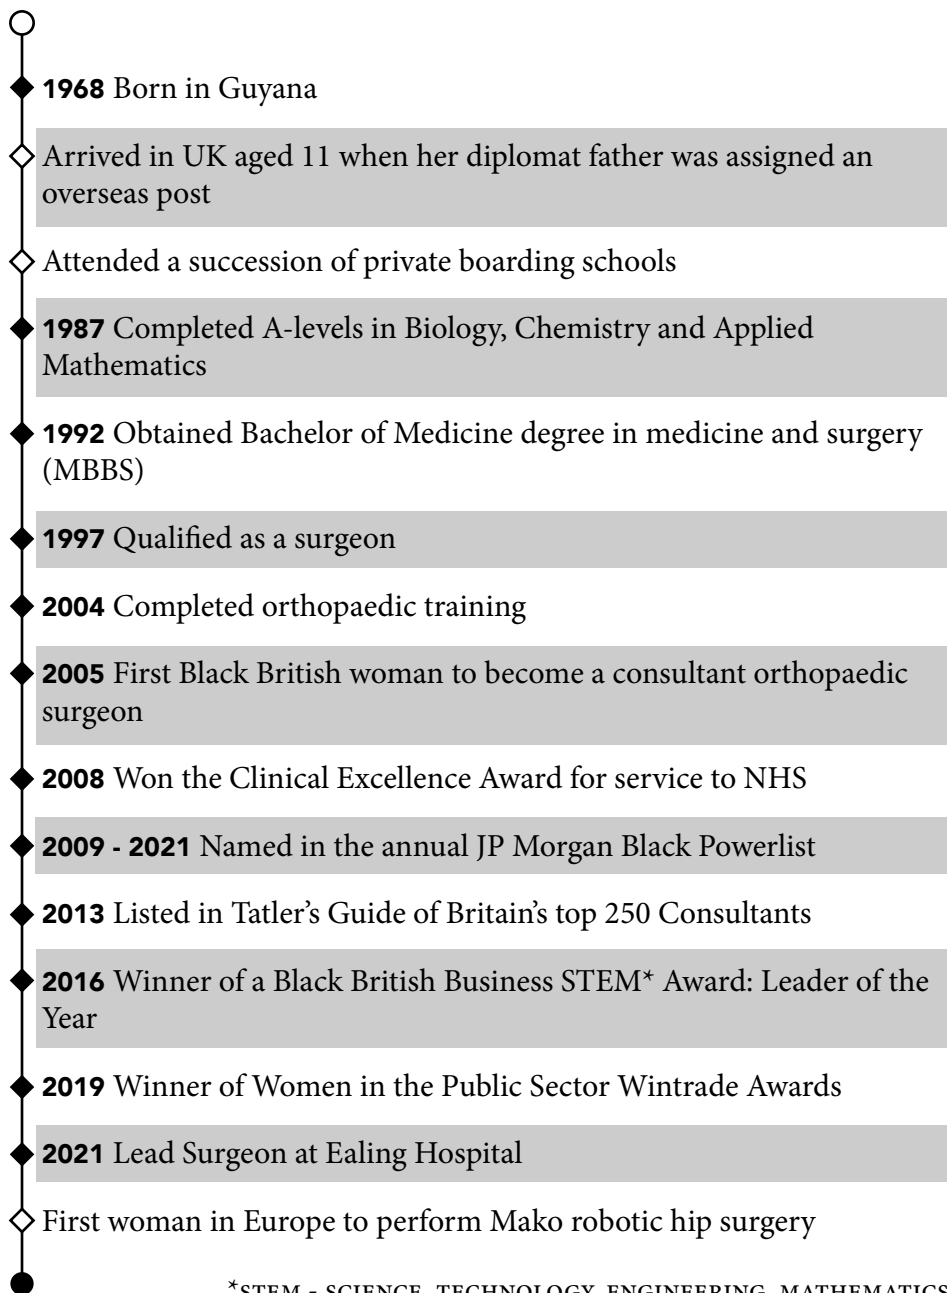 1968 Born in Guyana
Arrived in UK aged 11 when her diplomat father was assigned an
overseas post
Attended a succession of private boarding schools
1987 Completed A-levels in Biology, Chemistry and Applied
Mathematics
1992 Obtained Bachelor of Medicine degree in medicine and surgery
(MBBS)
1997 Qualified as a surgeon
2004 Completed orthopaedic training
2005 First Black British woman to become a consultant orthopaedic
surgeon
2008 Won the Clinical Excellence Award for service to NHS
2009 - 2021 Named in the annual JP Morgan Black Powerlist
2013 Listed in Tatler’s Guide of Britain’s top 250 Consultants
2016 Winner of a Black British Business STEM* Award: Leader of the
Year
2019 Winner of Women in the Public Sector Wintrade Awards
2021 Lead Surgeon at Ealing Hospital
First woman in Europe to perform Mako robotic hip surgery
*STEM - SCIENCE, TECHNOLOGY, ENGINEERING, MATHEMATICS